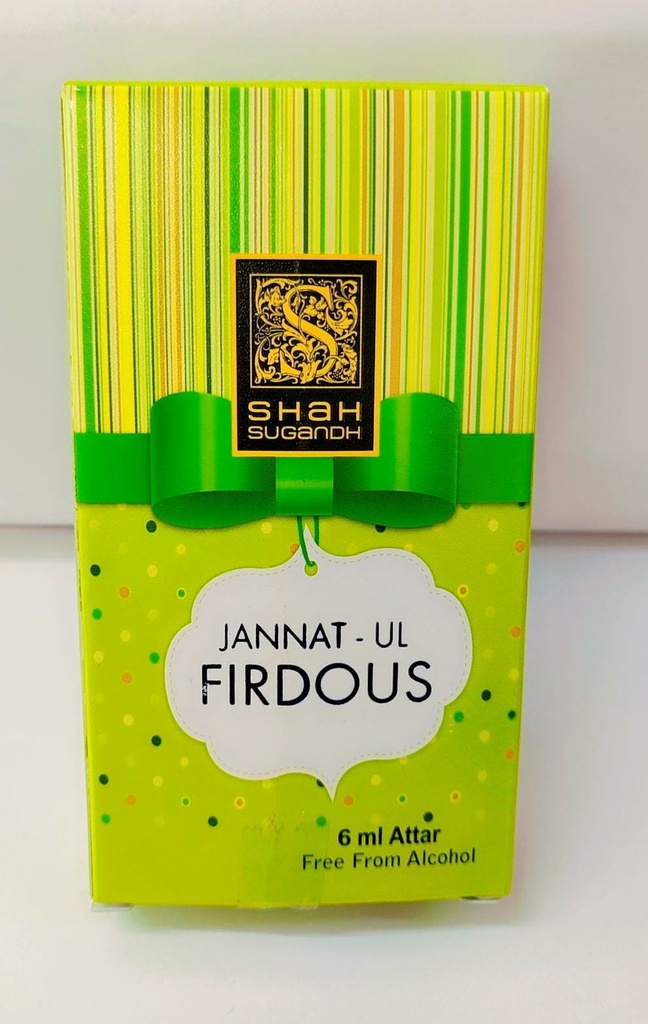 SHaH
SUGaNDH
JANNAT - UL
FIRDOUS
6 ml Attar
Free From Alcohol